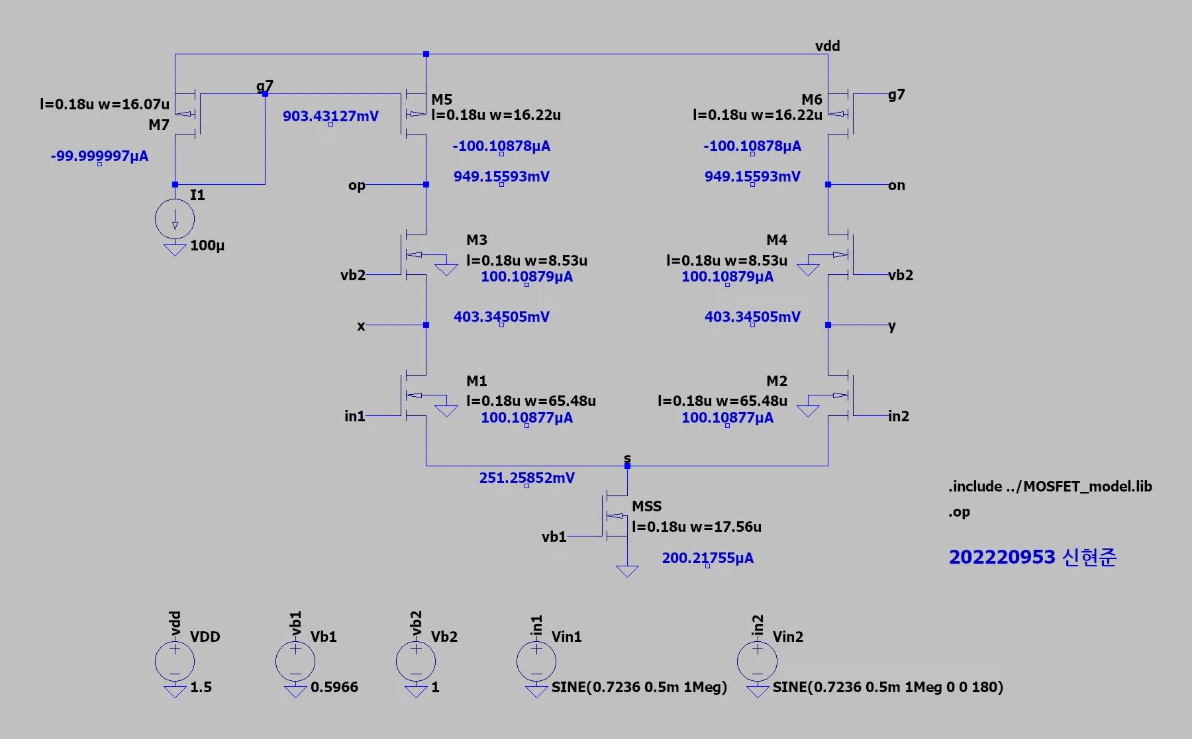 vdd
g7
l=0.18u w=16.07u
M7
-99.999997µA
903.43127mV
M5
l=0.18u w=16.22u
-100.10878µA
949.15593mV
M6
l=0.18u w=16.22u
-100.10878µA
949.15593mV
g7
op
on
I1
100µ
M3
l=0.18u w=8.53u
100.10879µA
vb2
M4
l=0.18u w=8.53u
100.10879µA
vb2
x
403.34505mV
403.34505mV
y
M1
l=0.18u w=65.48u
100.10877µA
in1
M2
l=0.18u w=65.48u
100.10877µA
in2
s
251.25852mV
MSS
l=0.18u w=17.56u
vb1
200.21755µA
.include ../MOSFET_model.lib
.op
202220953 신현준
vdd
VDD
1.5
vb1
Vb1
0.5966
vb2
Vb2
1
in1
Vin1
SINE(0.7236 0.5m 1Meg)
in2
Vin2
SINE(0.7236 0.5m 1Meg 0 0 180)